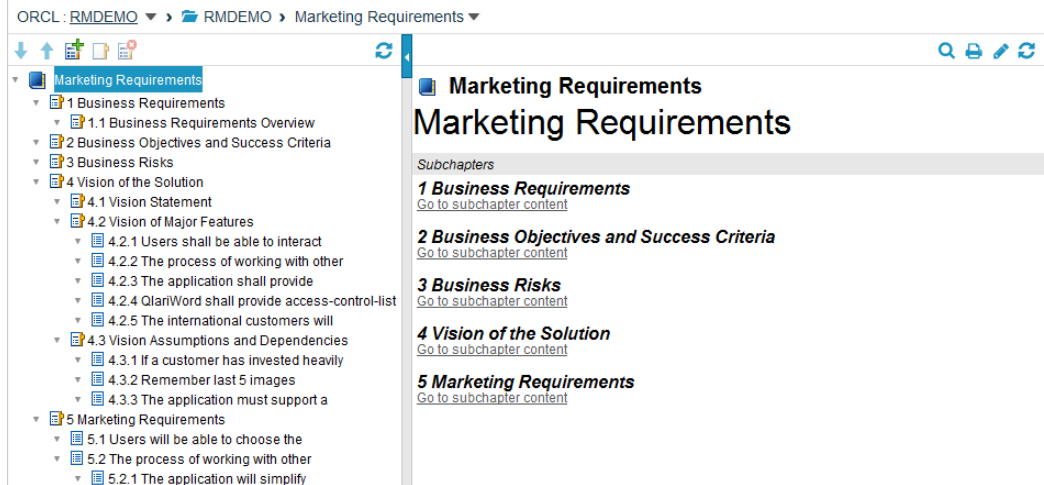 ORCL : RMDEMO RMDEMO Marketing Requirements
Marketing Requirements
1 Business Requirements
1.1 Business Requirements Overview
2 Business Objectives and Success Criteria
3 Business Risks
4 Vision of the Solution
4.1 Vision Statement
4.2 Vision of Major Features
4.2.1 Users shall be able to interact
4.2.2 The process of working with other
4.2.3 The application shall provide
4.2.4 QlariWord shall provide access-control-list
4.2.5 The international customers will
4.3 Vision Assumptions and Dependencies
4.3.1 If a customer has invested heavily
4.3.2 Remember last 5 images
4.3.3 The application must support a
5 Marketing Requirements
5.1 Users will be able to choose the
5.2 The process of working with other
5.2.1 The application will simplify
Marketing Requirements
Marketing Requirements
Subchapters
1 Business Requirements
Go to subchapter content
2 Business Objectives and Success Criteria
Go to subchapter content
3 Business Risks
Go to subchapter content
4 Vision of the Solution
Go to subchapter content
5 Marketing Requirements
Go to subchapter content